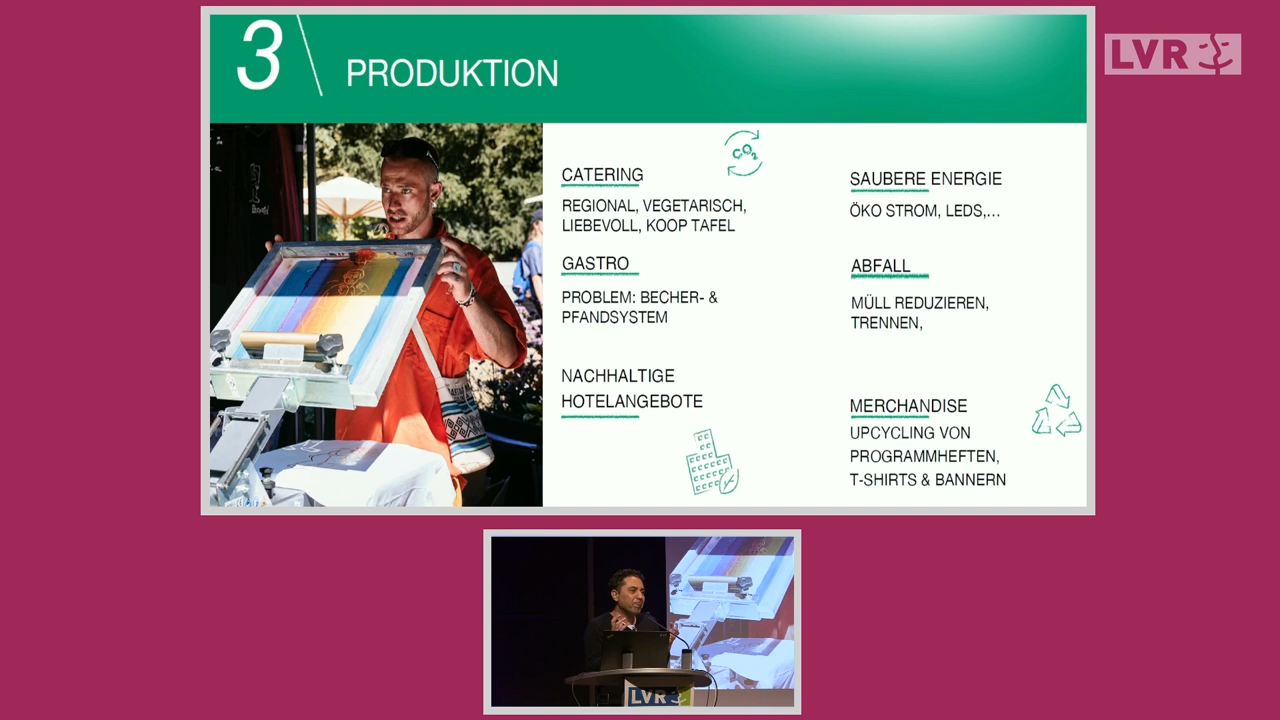 3 \ PRODUKTION
LVR
CO₂
CATERING
REGIONAL, VEGETARISCH,
LIEBEVOLL, KOOP TAFEL
GASTRO
PROBLEM: BECHER- &
PFANDSYSTEM
NACHHALTIGE
HOTELANGEBOTE
SAUBERE ENERGIE
ÖKO STROM, LEDS,...
ABFALL
MÜLL REDUZIEREN,
TRENNEN,
MERCHANDISE
UPCYCLING VON
PROGRAMMHEFTEN,
T-SHIRTS & BANNERN
LVR